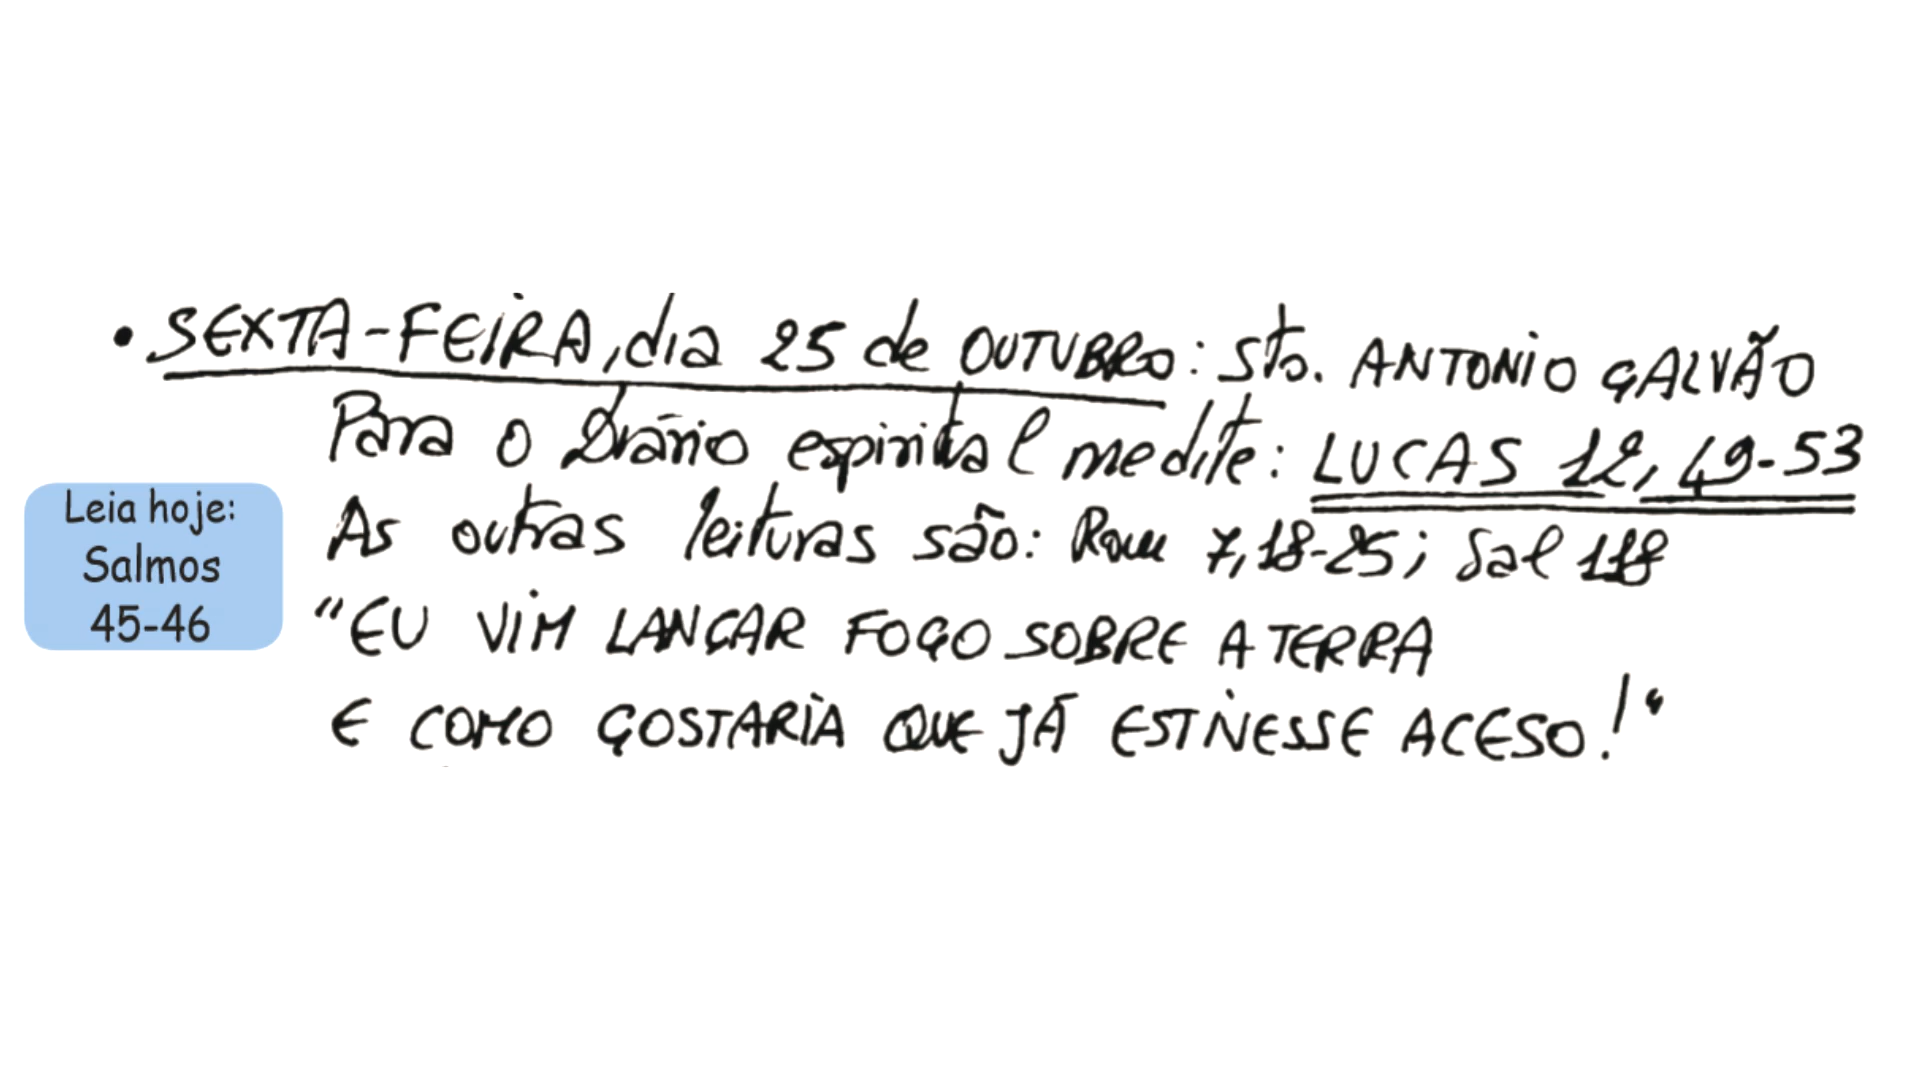 • SEXTA-FEIRA, dia 25 de OUTUBRO: Sto. ANTONIO GALVÃO
Para o Diário espiritual medite: LUCAS 12, 49-53
As outras leituras são: Rom 7,18-25; Sal 118
"EU VIM LANÇAR FOGO SOBRE A TERRA
E COMO GOSTARIA QUE JÁ ESTIVESSE ACESO!"
Leia hoje:
Salmos
45-46